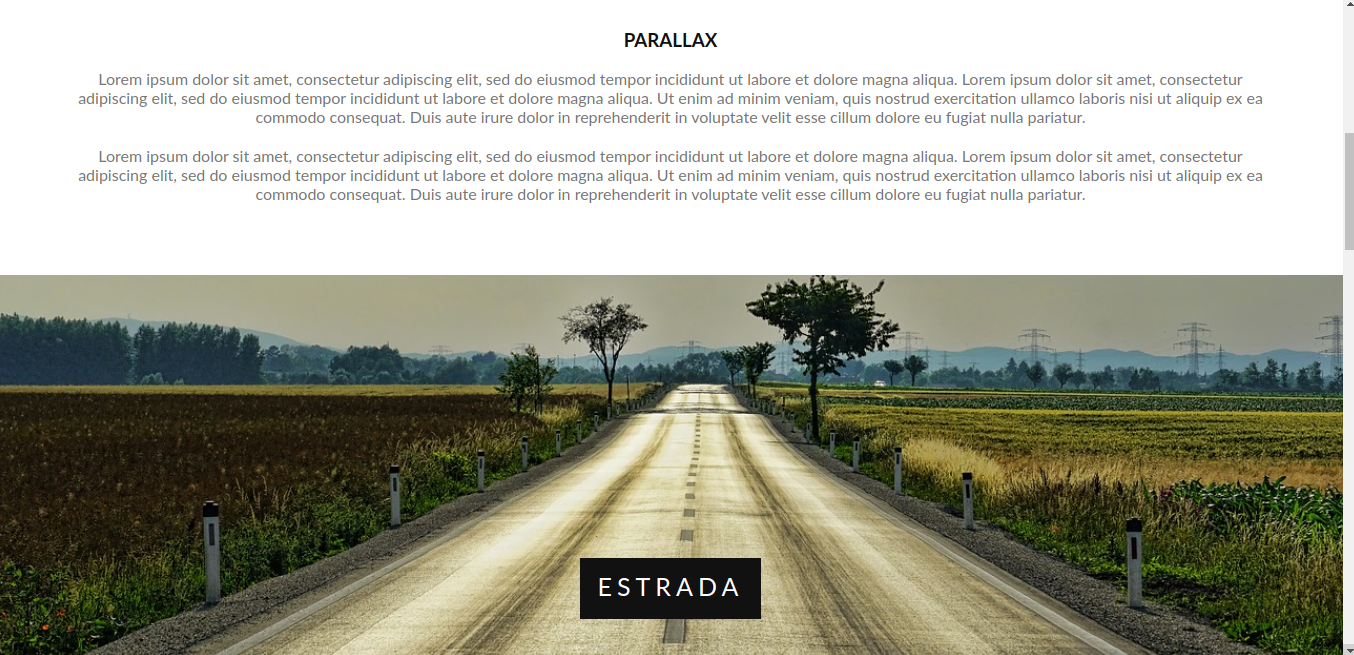 PARALLAX
Lorem ipsum dolor sit amet, consectetur adipiscing elit, sed do eiusmod tempor incididunt ut labore et dolore magna aliqua. Lorem ipsum dolor sit amet, consectetur
adipiscing elit, sed do eiusmod tempor incididunt ut labore et dolore magna aliqua. Ut enim ad minim veniam, quis nostrud exercitation ullamco laboris nisi ut aliquip ex ea
commodo consequat. Duis aute irure dolor in reprehenderit in voluptate velit esse cillum dolore eu fugiat nulla pariatur.
Lorem ipsum dolor sit amet, consectetur adipiscing elit, sed do eiusmod tempor incididunt ut labore et dolore magna aliqua. Lorem ipsum dolor sit amet, consectetur
adipiscing elit, sed do eiusmod tempor incididunt ut labore et dolore magna aliqua. Ut enim ad minim veniam, quis nostrud exercitation ullamco laboris nisi ut aliquip ex ea
commodo consequat. Duis aute irure dolor in reprehenderit in voluptate velit esse cillum dolore eu fugiat nulla pariatur.
ESTRADA